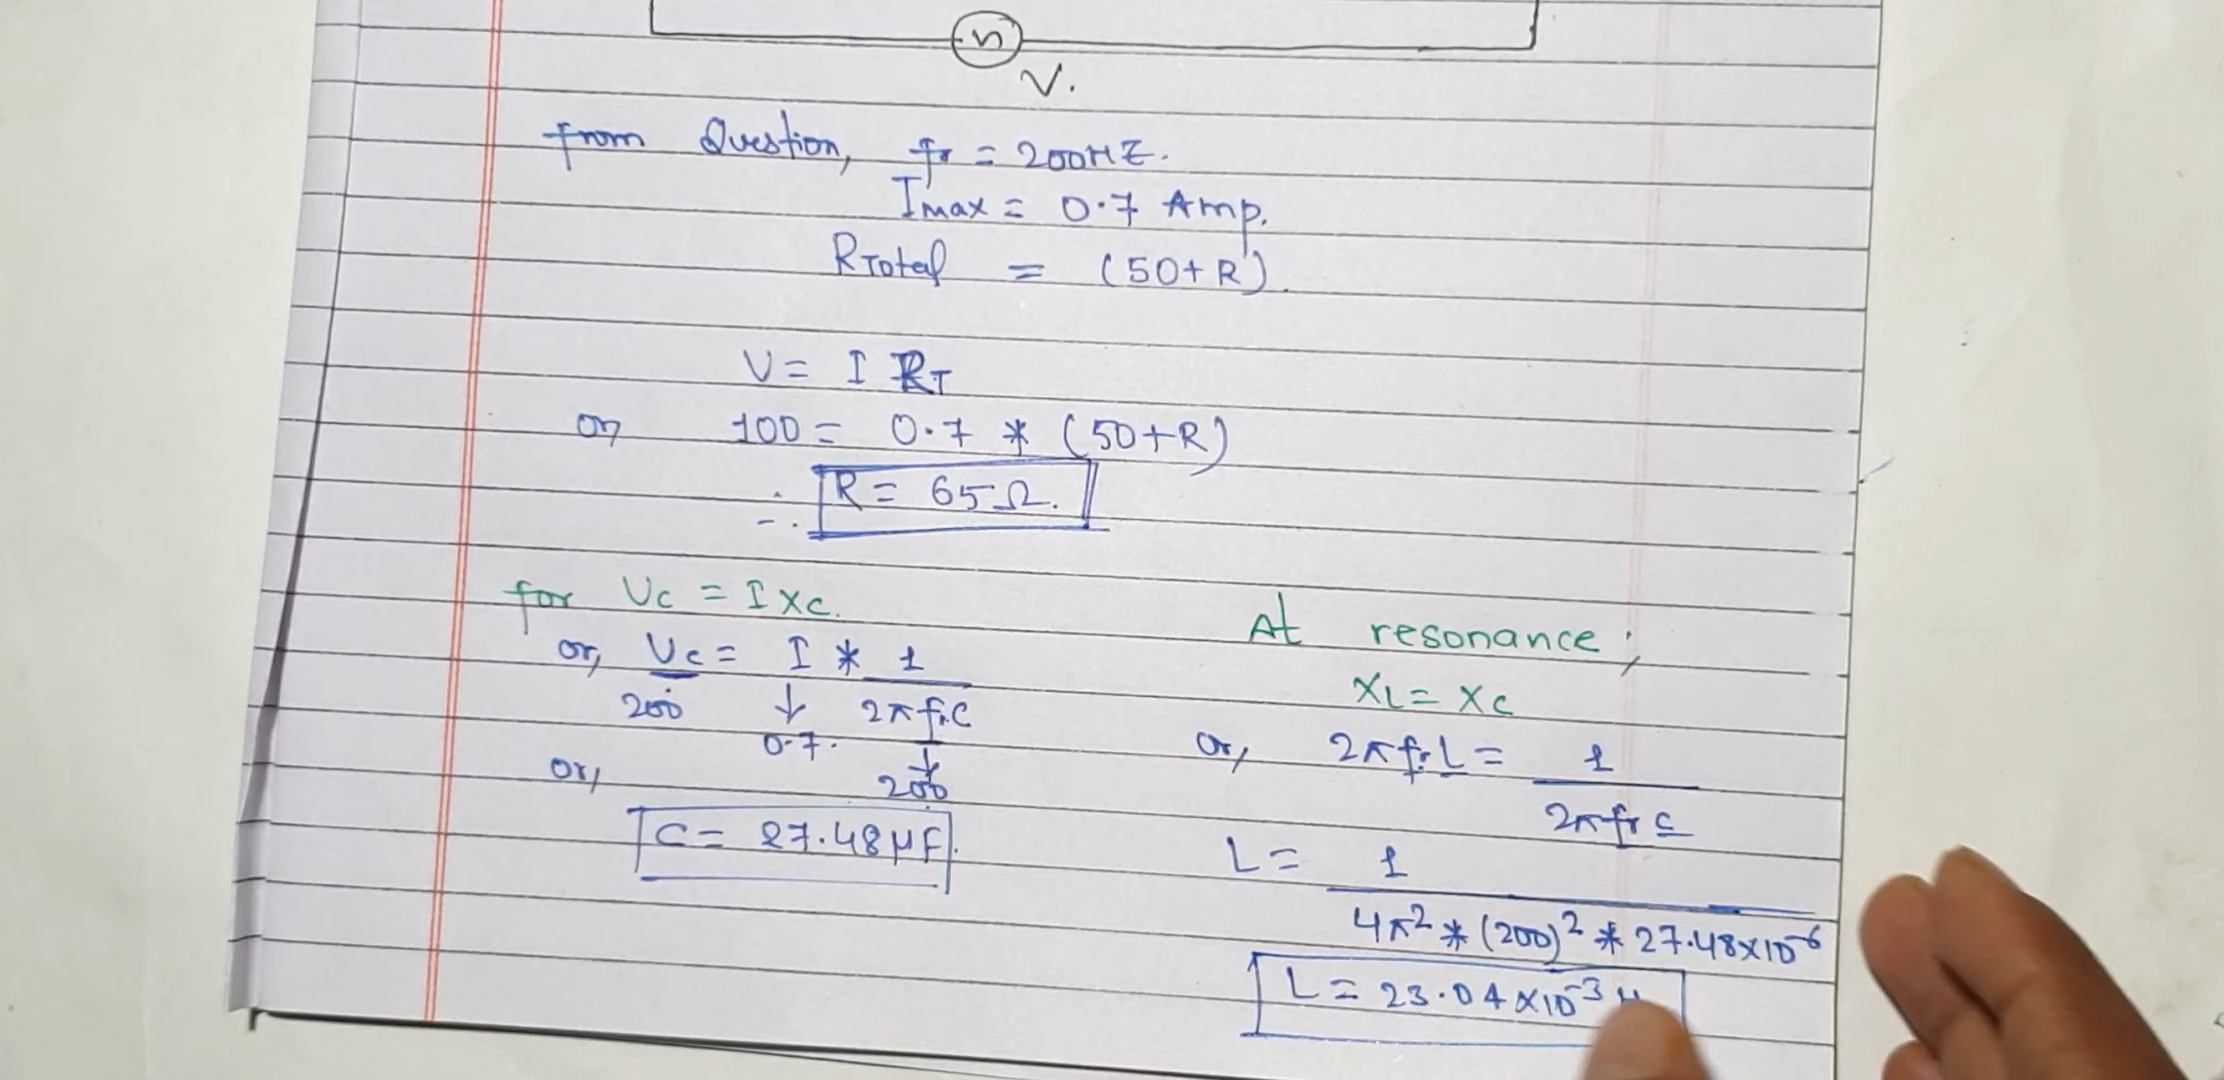 V.
from Question, fr = 200HZ.
Imax = 0.7 Amp.
RTotal = (50+R).
V = I RT
or 100 = 0.7 * (50+R)
∴ R = 65Ω.
for Vc = I Xc.
or, Vc = I * 1
2πfrC
200 ↓ ↓
0.7. 200
or,
C = 27.48μF.
At resonance;
XL = Xc
or, 2πfrL = 1
2πfrc
L = 1
4π² * (200)² * 27.48×10⁻⁶
L = 23.04×10⁻³